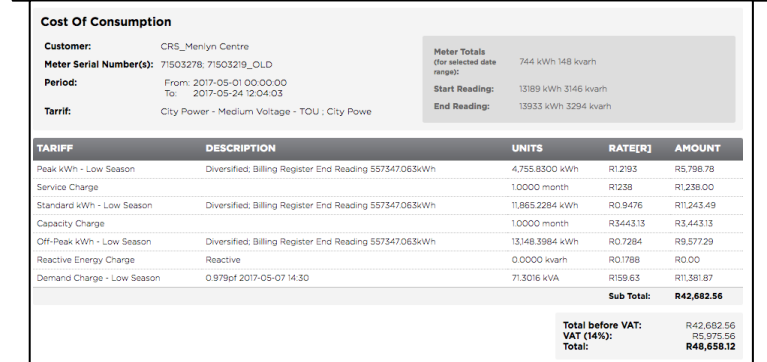 Cost Of Consumption
Customer: CRS_Menlyn Centre
Meter Serial Number(s): 71503278; 71503219_OLD
Period: From: 2017-05-01 00:00:00
To: 2017-05-24 12:04:03
Tarrif: City Power - Medium Voltage - TOU ; City Powe
Meter Totals
(for selected date
range): 744 kWh 148 kvarh
Start Reading: 13189 kWh 3146 kvarh
End Reading: 13933 kWh 3294 kvarh
TARIFF DESCRIPTION UNITS RATE[R] AMOUNT
Peak kWh - Low Season Diversified; Billing Register End Reading 557347.063kWh 4,755.8300 kWh R1.2193 R5,798.78
Service Charge 1.0000 month R1238 R1,238.00
Standard kWh - Low Season Diversified; Billing Register End Reading 557347.063kWh 11,865.2284 kWh R0.9476 R11,243.49
Capacity Charge 1.0000 month R3443.13 R3,443.13
Off-Peak kWh - Low Season Diversified; Billing Register End Reading 557347.063kWh 13,148.3984 kWh R0.7284 R9,577.29
Reactive Energy Charge Reactive 0.0000 kvarh R0.1788 R0.00
Demand Charge - Low Season 0.979pf 2017-05-07 14:30 71.3016 kVA R159.63 R11,381.87
Sub Total: R42,682.56
Total before VAT: R42,682.56
VAT (14%): R5,975.56
Total: R48,658.12